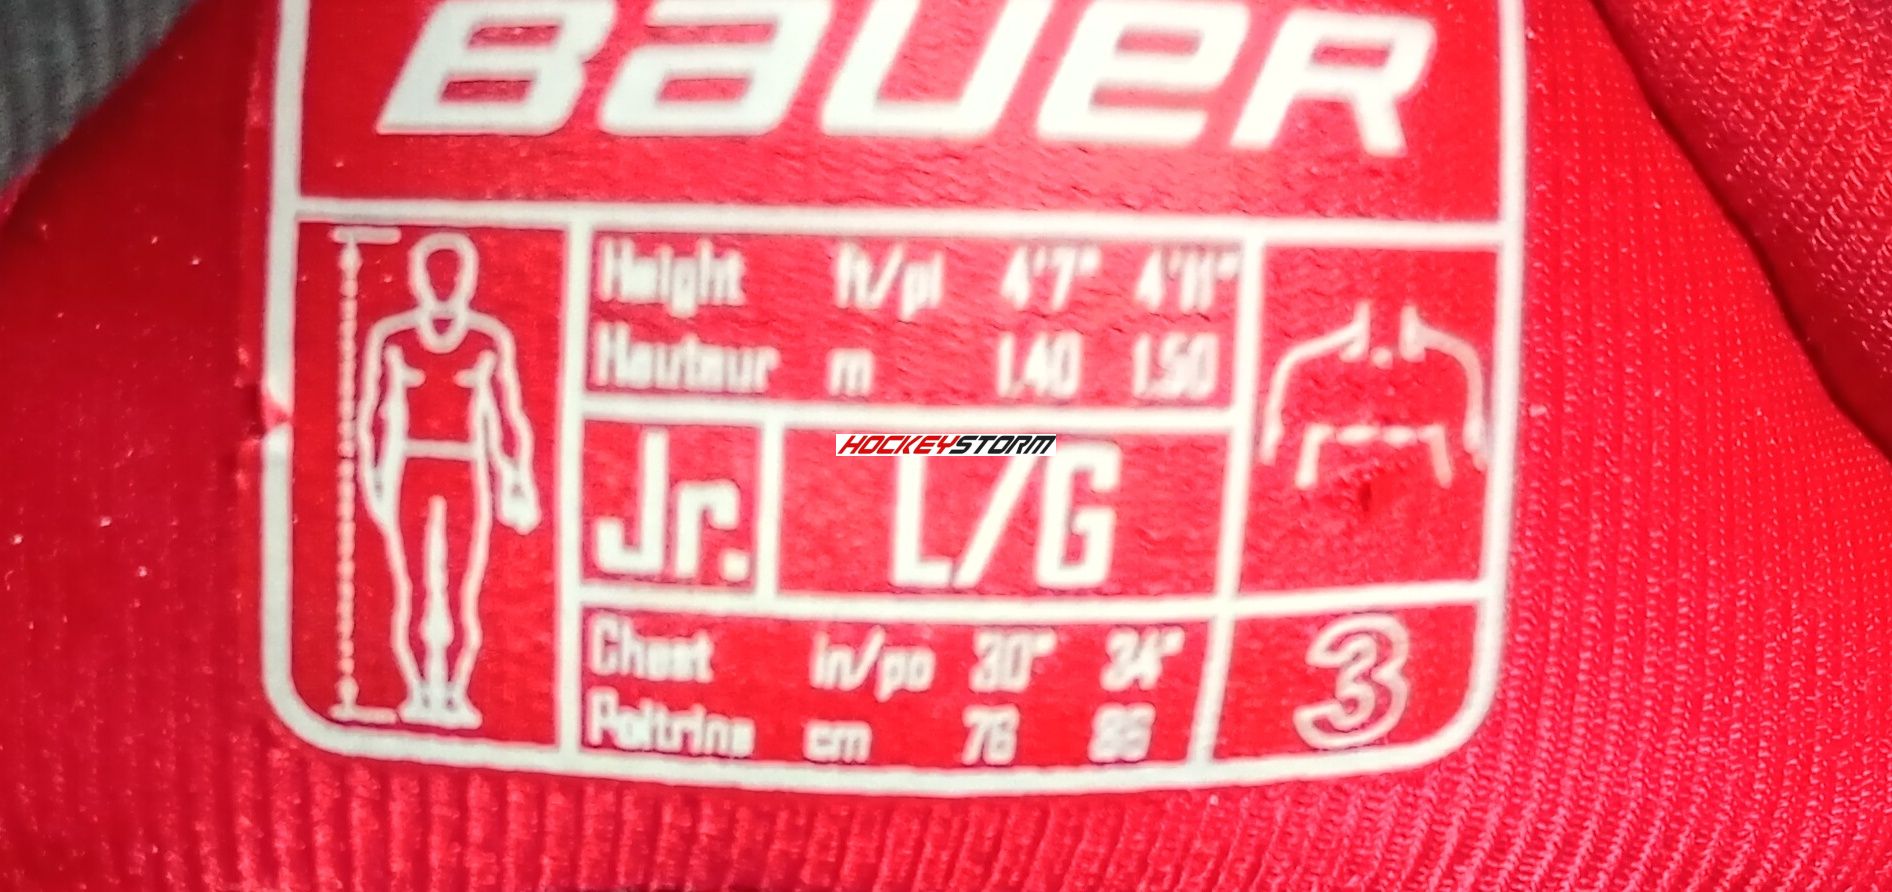 BAUER
Height ft/pi 4'7" 4'11"
Hauteur m 1.40 1.50
HOCKEYSTORM
Jr. L/G
Chest in/po 30" 34"
Poitrine cm 76 86
3